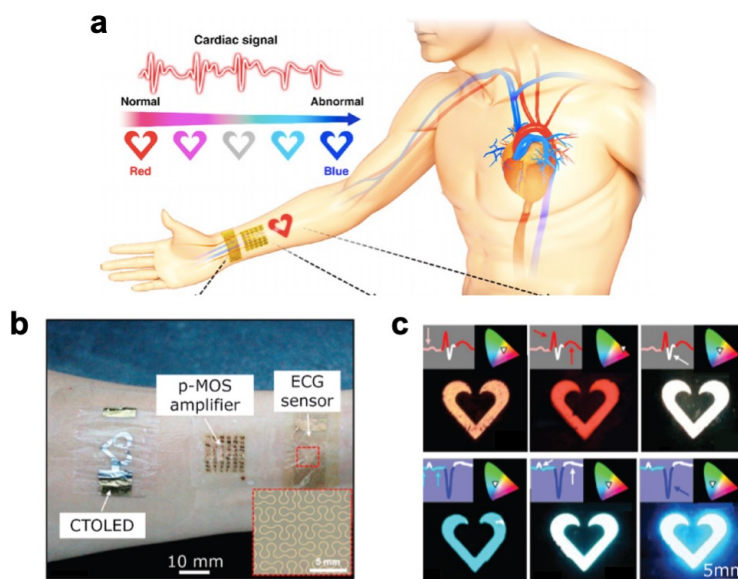 a
Cardiac signal
Normal
Abnormal
Red
Blue
b
p-MOS
amplifier
ECG
sensor
CTOLED
10 mm
5 mm
c
5mm